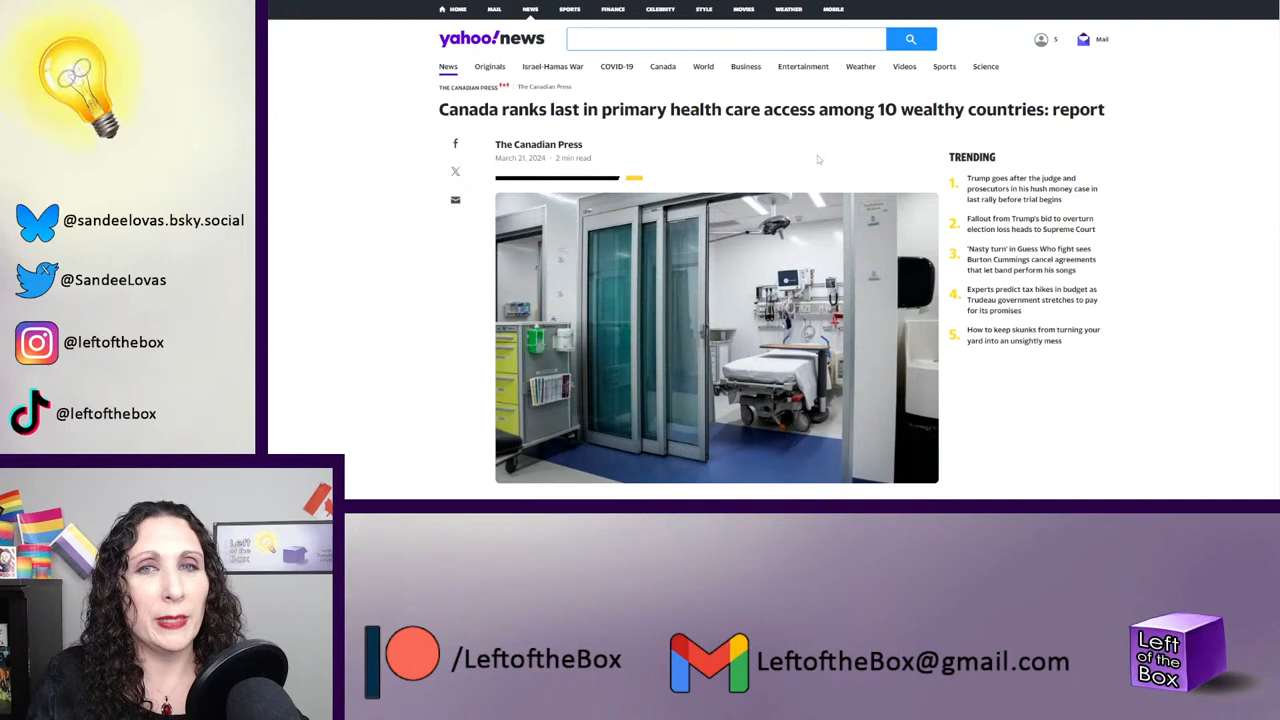 HOME MAIL NEWS SPORTS FINANCE CELEBRITY STYLE MOVIES WEATHER MOBILE
yahoo!news
S Mail
News Originals Israel-Hamas War COVID-19 Canada World Business Entertainment Weather Videos Sports Science
THE CANADIAN PRESS The Canadian Press
Canada ranks last in primary health care access among 10 wealthy countries: report
The Canadian Press
March 21, 2024 · 2 min read
TRENDING
1. Trump goes after the judge and
prosecutors in his hush money case in
last rally before trial begins
2. Fallout from Trump's bid to overturn
election loss heads to Supreme Court
3. 'Nasty turn' in Guess Who fight sees
Burton Cummings cancel agreements
that let band perform his songs
4. Experts predict tax hikes in budget as
Trudeau government stretches to pay
for its promises
5. How to keep skunks from turning your
yard into an unsightly mess
@sandeelovas.bsky.social
@SandeeLovas
@leftofthebox
@leftofthebox
Left
of the
Box
/LeftoftheBox
LeftoftheBox@gmail.com
Left
of the
Box